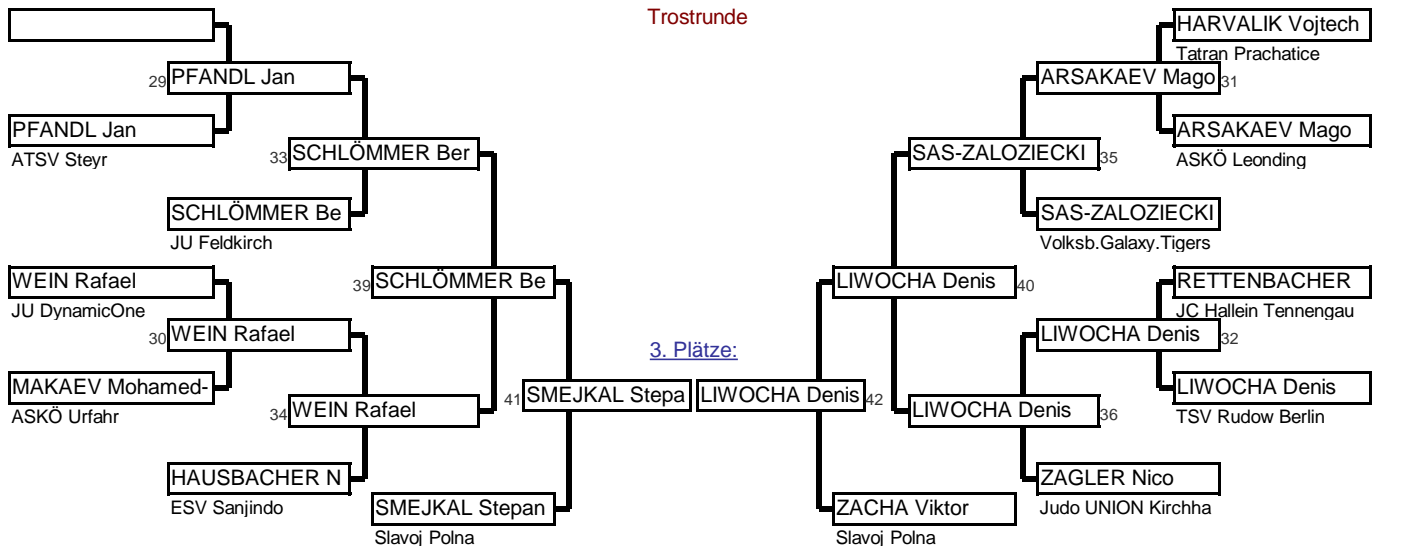 Trostrunde
HARVALIK Vojtech
Tatran Prachatice
29 PFANDL Jan
ARSAKAEV Mago 31
PFANDL Jan
ATSV Steyr
ARSAKAEV Mago
ASKÖ Leonding
33 SCHLÖMMER Ber
SAS-ZALOZIECKI 35
SCHLÖMMER Be
JU Feldkirch
SAS-ZALOZIECKI
Volksb.Galaxy.Tigers
WEIN Rafael
JU DynamicOne
39 SCHLÖMMER Be
LIWOCHA Denis 40
RETTENBACHER
JC Hallein Tennengau
30 WEIN Rafael
LIWOCHA Denis 32
3. Plätze:
MAKAEV Mohamed-
ASKÖ Urfahr
41 SMEJKAL Stepa
LIWOCHA Denis 42
LIWOCHA Denis
TSV Rudow Berlin
34 WEIN Rafael
LIWOCHA Denis 36
HAUSBACHER N
ESV Sanjindo
ZAGLER Nico
Judo UNION Kirchha
SMEJKAL Stepan
Slavoj Polna
ZACHA Viktor
Slavoj Polna